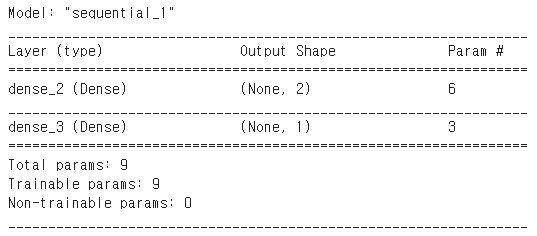 Model: "sequential_1"
_________________________________________________________________
Layer (type)                 Output Shape              Param #
=================================================================
dense_2 (Dense)              (None, 2)                 6
_________________________________________________________________
dense_3 (Dense)              (None, 1)                 3
=================================================================
Total params: 9
Trainable params: 9
Non-trainable params: 0
_________________________________________________________________